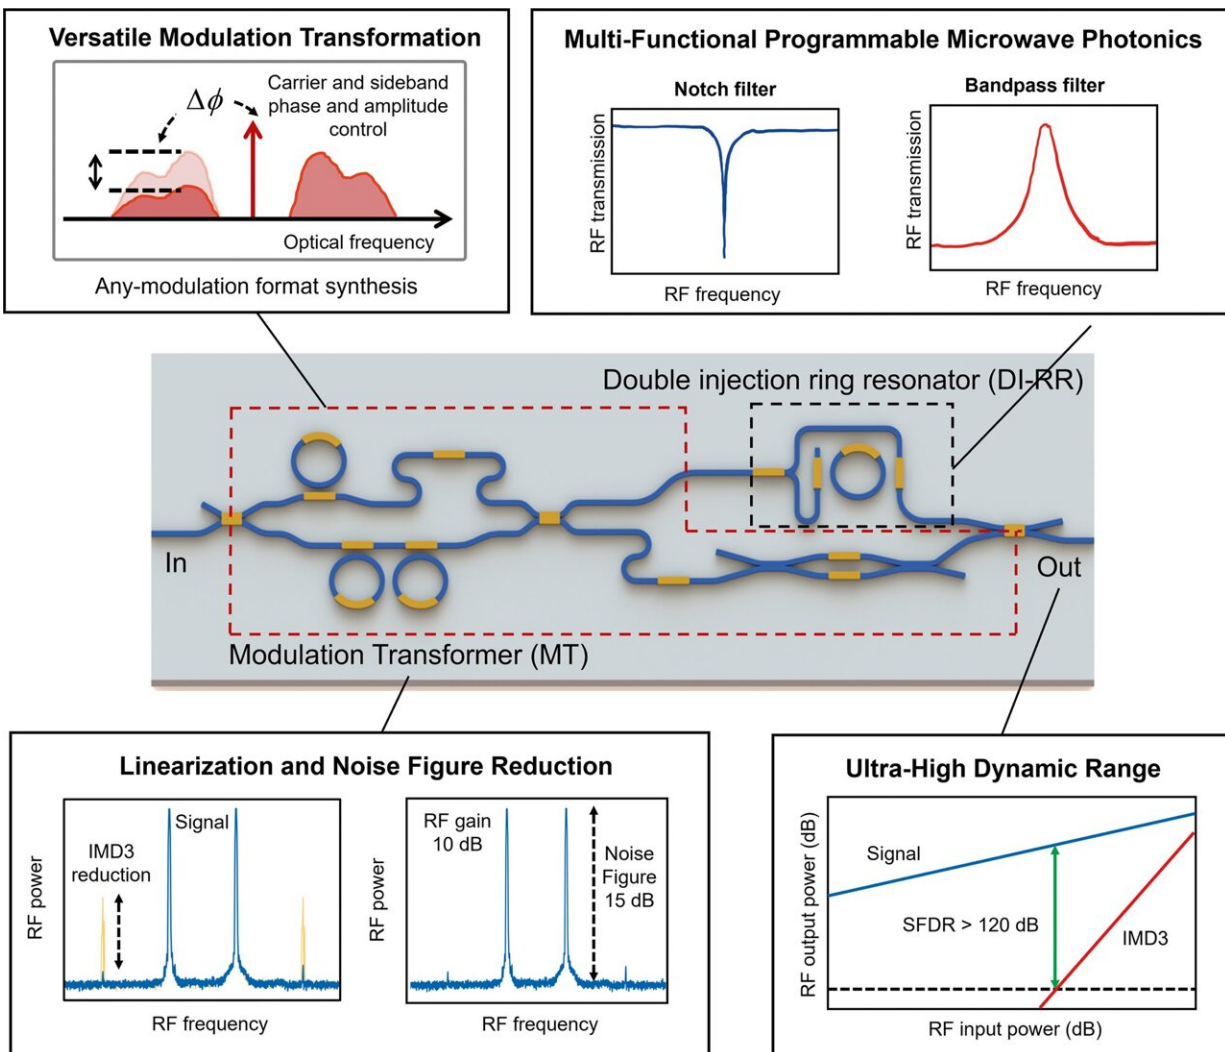 Versatile Modulation Transformation
Δϕ
Carrier and sideband
phase and amplitude
control
Optical frequency
Any-modulation format synthesis
Multi-Functional Programmable Microwave Photonics
Notch filter
RF transmission
RF frequency
Bandpass filter
RF transmission
RF frequency
Double injection ring resonator (DI-RR)
In
Out
Modulation Transformer (MT)
Linearization and Noise Figure Reduction
Signal
IMD3
reduction
RF power
RF frequency
RF gain
10 dB
Noise
Figure
15 dB
RF power
RF frequency
Ultra-High Dynamic Range
Signal
SFDR > 120 dB
IMD3
RF output power (dB)
RF input power (dB)